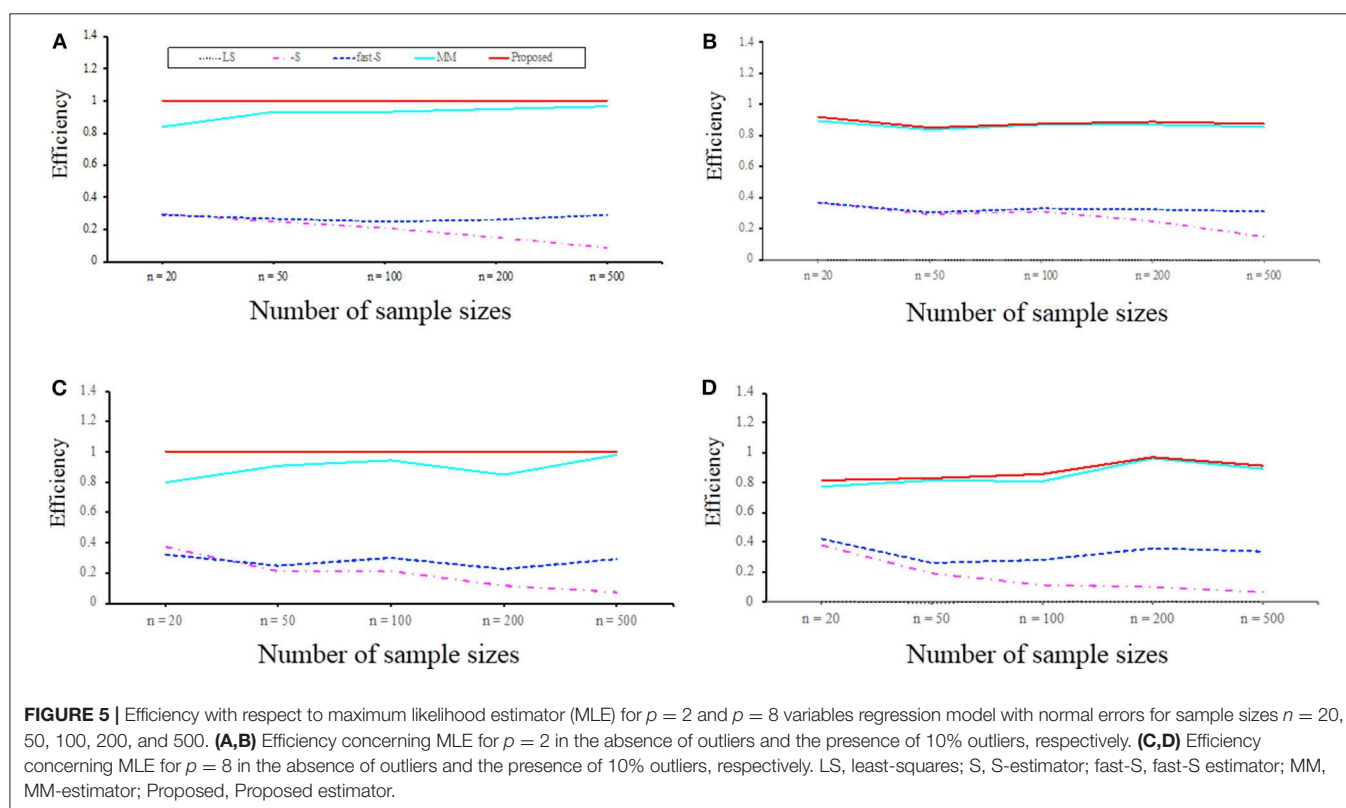 A
LS S fast-S MM Proposed
1.4
1.2
1
0.8
0.6
0.4
0.2
0
Efficiency
n = 20 n = 50 n = 100 n = 200 n = 500
Number of sample sizes
B
1.4
1.2
1
0.8
0.6
0.4
0.2
0
Efficiency
n = 20 n = 50 n = 100 n = 200 n = 500
Number of sample sizes
C
1.4
1.2
1
0.8
0.6
0.4
0.2
0
Efficiency
n = 20 n = 50 n = 100 n = 200 n = 500
Number of sample sizes
D
1.4
1.2
1
0.8
0.6
0.4
0.2
0
Efficiency
n = 20 n = 50 n = 100 n = 200 n = 500
Number of sample sizes
FIGURE 5 | Efficiency with respect to maximum likelihood estimator (MLE) for p = 2 and p = 8 variables regression model with normal errors for sample sizes n = 20,
50, 100, 200, and 500. (A,B) Efficiency concerning MLE for p = 2 in the absence of outliers and the presence of 10% outliers, respectively. (C,D) Efficiency
concerning MLE for p = 8 in the absence of outliers and the presence of 10% outliers, respectively. LS, least-squares; S, S-estimator; fast-S, fast-S estimator; MM,
MM-estimator; Proposed, Proposed estimator.